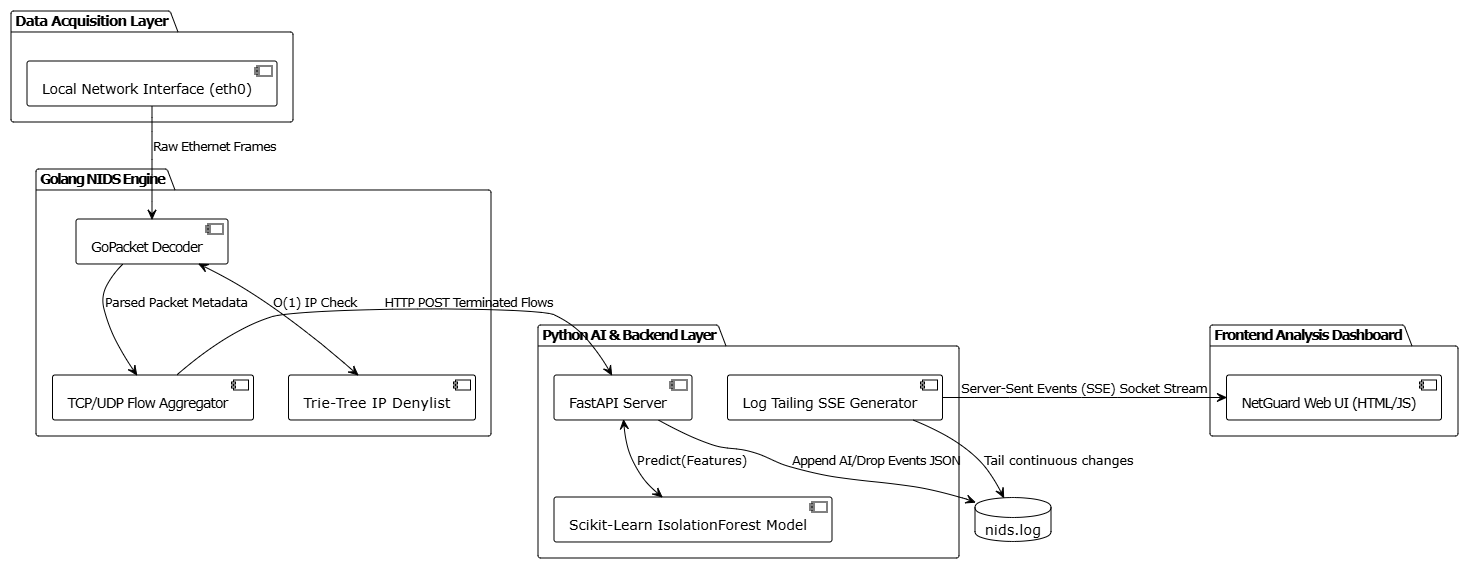 Data Acquisition Layer
Local Network Interface (eth0)
Raw Ethernet Frames
Golang NIDS Engine
GoPacket Decoder
Parsed Packet Metadata
O(1) IP Check
HTTP POST Terminated Flows
TCP/UDP Flow Aggregator
Trie-Tree IP Denylist
Python AI & Backend Layer
FastAPI Server
Log Tailing SSE Generator
Server-Sent Events (SSE) Socket Stream
Frontend Analysis Dashboard
NetGuard Web UI (HTML/JS)
Predict(Features)
Append AI/Drop Events JSON
Tail continuous changes
Scikit-Learn IsolationForest Model
nids.log